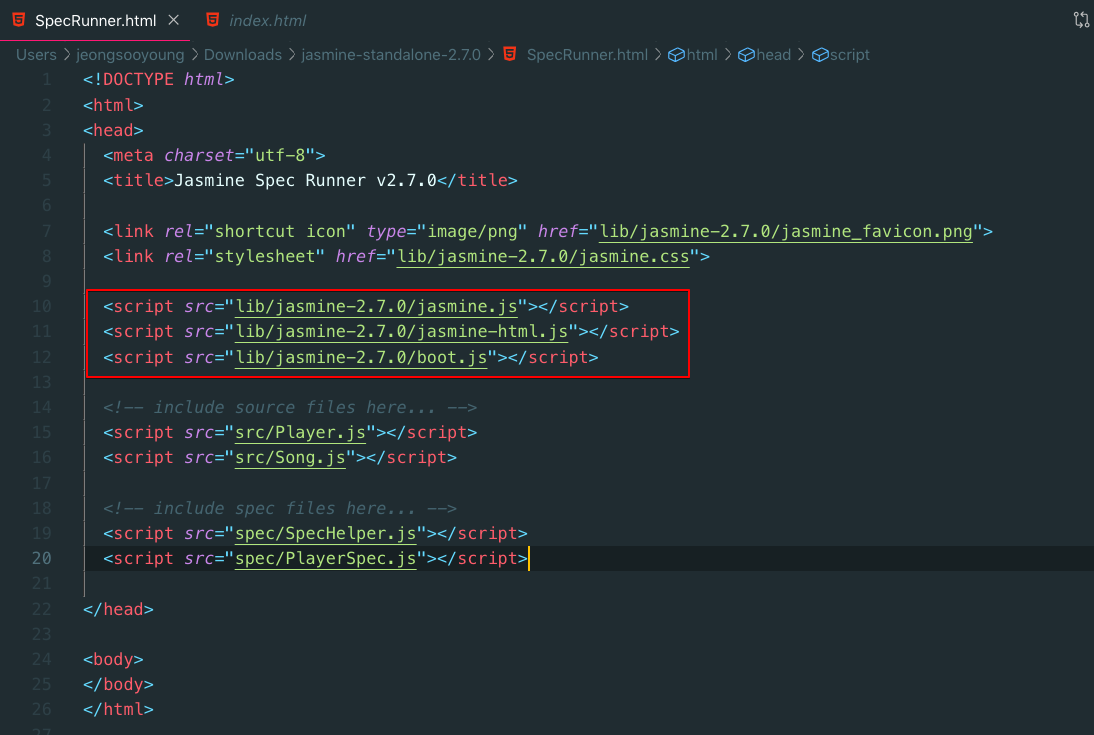 SpecRunner.html index.html
Users > jeongsooyoung > Downloads > jasmine-standalone-2.7.0 > SpecRunner.html > html > head > script
1 <!DOCTYPE html>
2 <html>
3 <head>
4 <meta charset="utf-8">
5 <title>Jasmine Spec Runner v2.7.0</title>
6
7 <link rel="shortcut icon" type="image/png" href="lib/jasmine-2.7.0/jasmine_favicon.png">
8 <link rel="stylesheet" href="lib/jasmine-2.7.0/jasmine.css">
9
10 <script src="lib/jasmine-2.7.0/jasmine.js"></script>
11 <script src="lib/jasmine-2.7.0/jasmine-html.js"></script>
12 <script src="lib/jasmine-2.7.0/boot.js"></script>
13
14 <!-- include source files here... -->
15 <script src="src/Player.js"></script>
16 <script src="src/Song.js"></script>
17
18 <!-- include spec files here... -->
19 <script src="spec/SpecHelper.js"></script>
20 <script src="spec/PlayerSpec.js"></script>
21
22 </head>
23
24 <body>
25 </body>
26 </html>
27